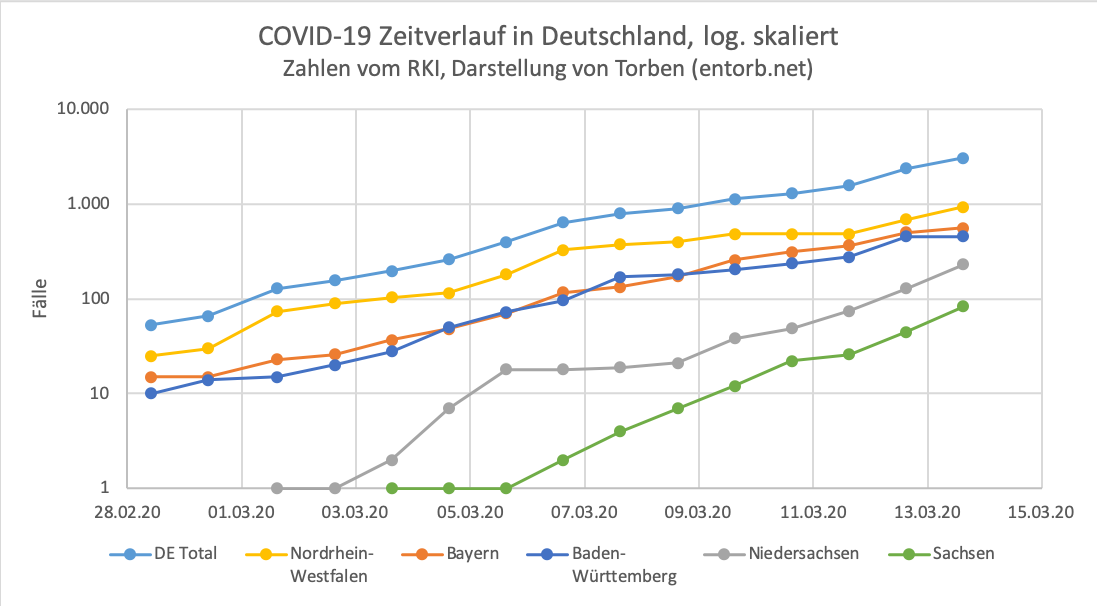 COVID-19 Zeitverlauf in Deutschland, log. skaliert
Zahlen vom RKI, Darstellung von Torben (entorb.net)
10.000
1.000
100
10
1
Fälle
28.02.20 01.03.20 03.03.20 05.03.20 07.03.20 09.03.20 11.03.20 13.03.20 15.03.20
DE Total
Nordrhein-
Westfalen
Bayern
Baden-
Württemberg
Niedersachsen
Sachsen